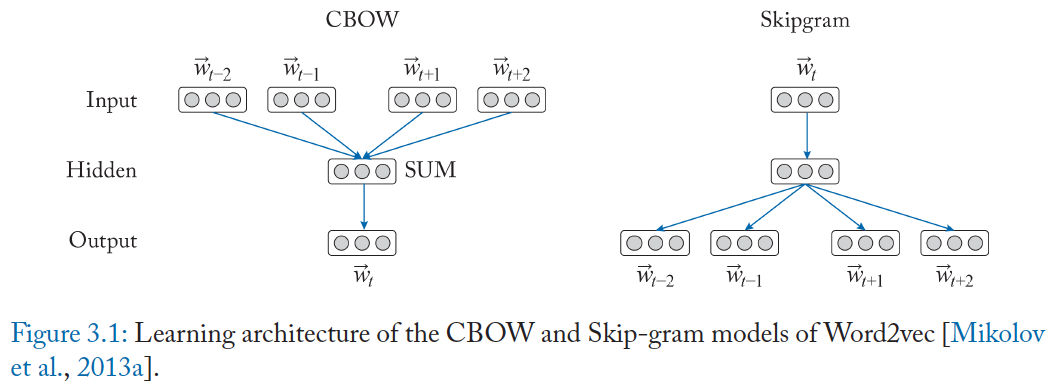 CBOW
Skipgram
w⃗t–2 w⃗t–1 w⃗t+1 w⃗t+2
w⃗t
Input
Hidden
SUM
Output
w⃗t
w⃗t–2 w⃗t–1 w⃗t+1 w⃗t+2
Figure 3.1: Learning architecture of the CBOW and Skip-gram models of Word2vec [Mikolov
et al., 2013a].